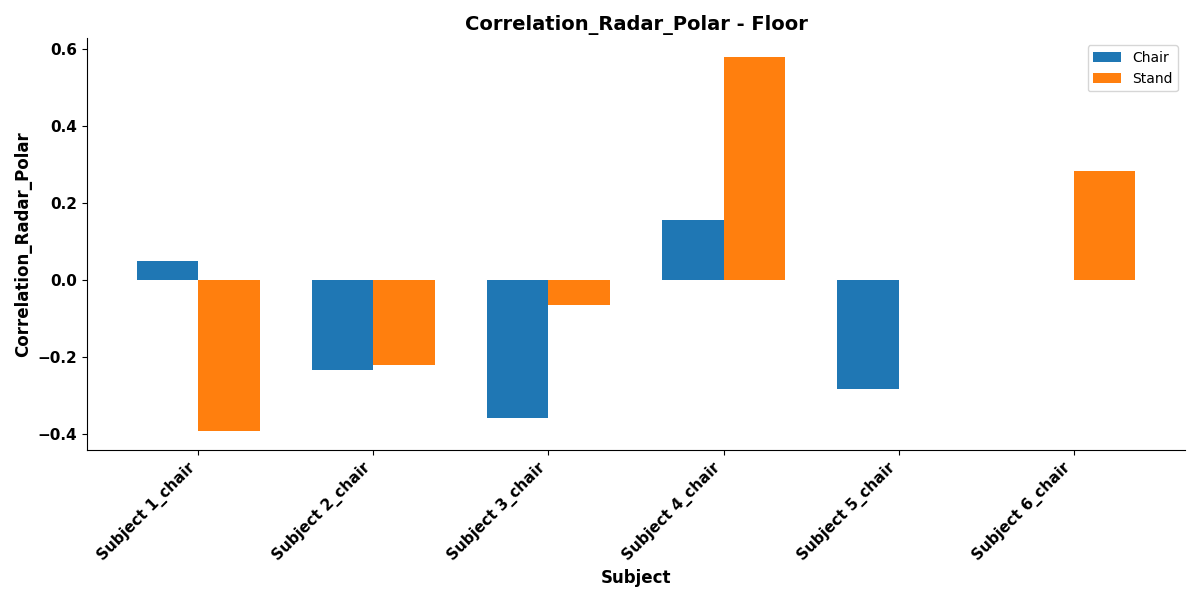 Correlation_Radar_Polar - Floor
Chair
Stand
Correlation_Radar_Polar
0.6
0.4
0.2
0.0
−0.2
−0.4
Subject 1_chair
Subject 2_chair
Subject 3_chair
Subject 4_chair
Subject 5_chair
Subject 6_chair
Subject